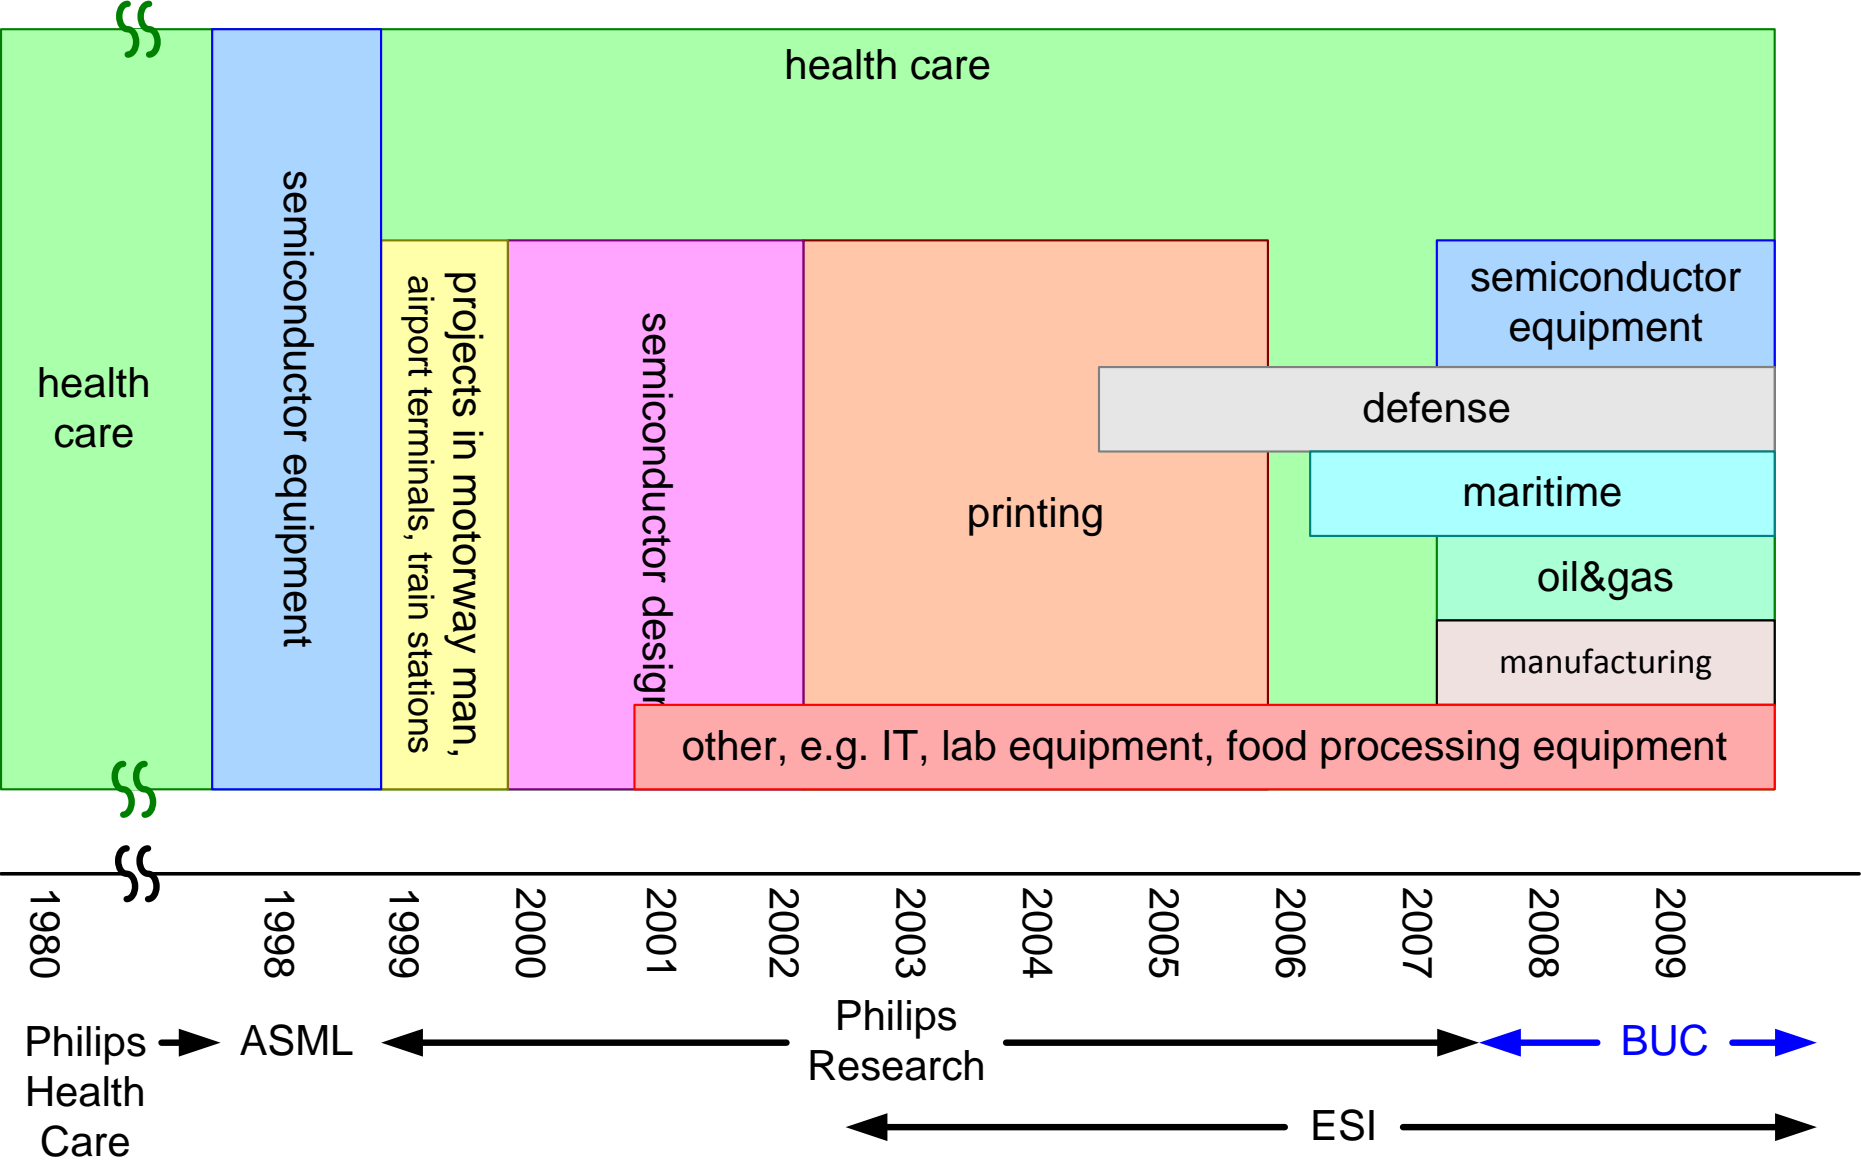 health care
health
care
semiconductor equipment
projects in motorway man,
airport terminals, train stations
semiconductor design
printing
semiconductor
equipment
defense
maritime
oil&gas
manufacturing
other, e.g. IT, lab equipment, food processing equipment
1980
1998
1999
2000
2001
2002
2003
2004
2005
2006
2007
2008
2009
Philips
Health
Care
ASML
Philips
Research
BUC
ESI